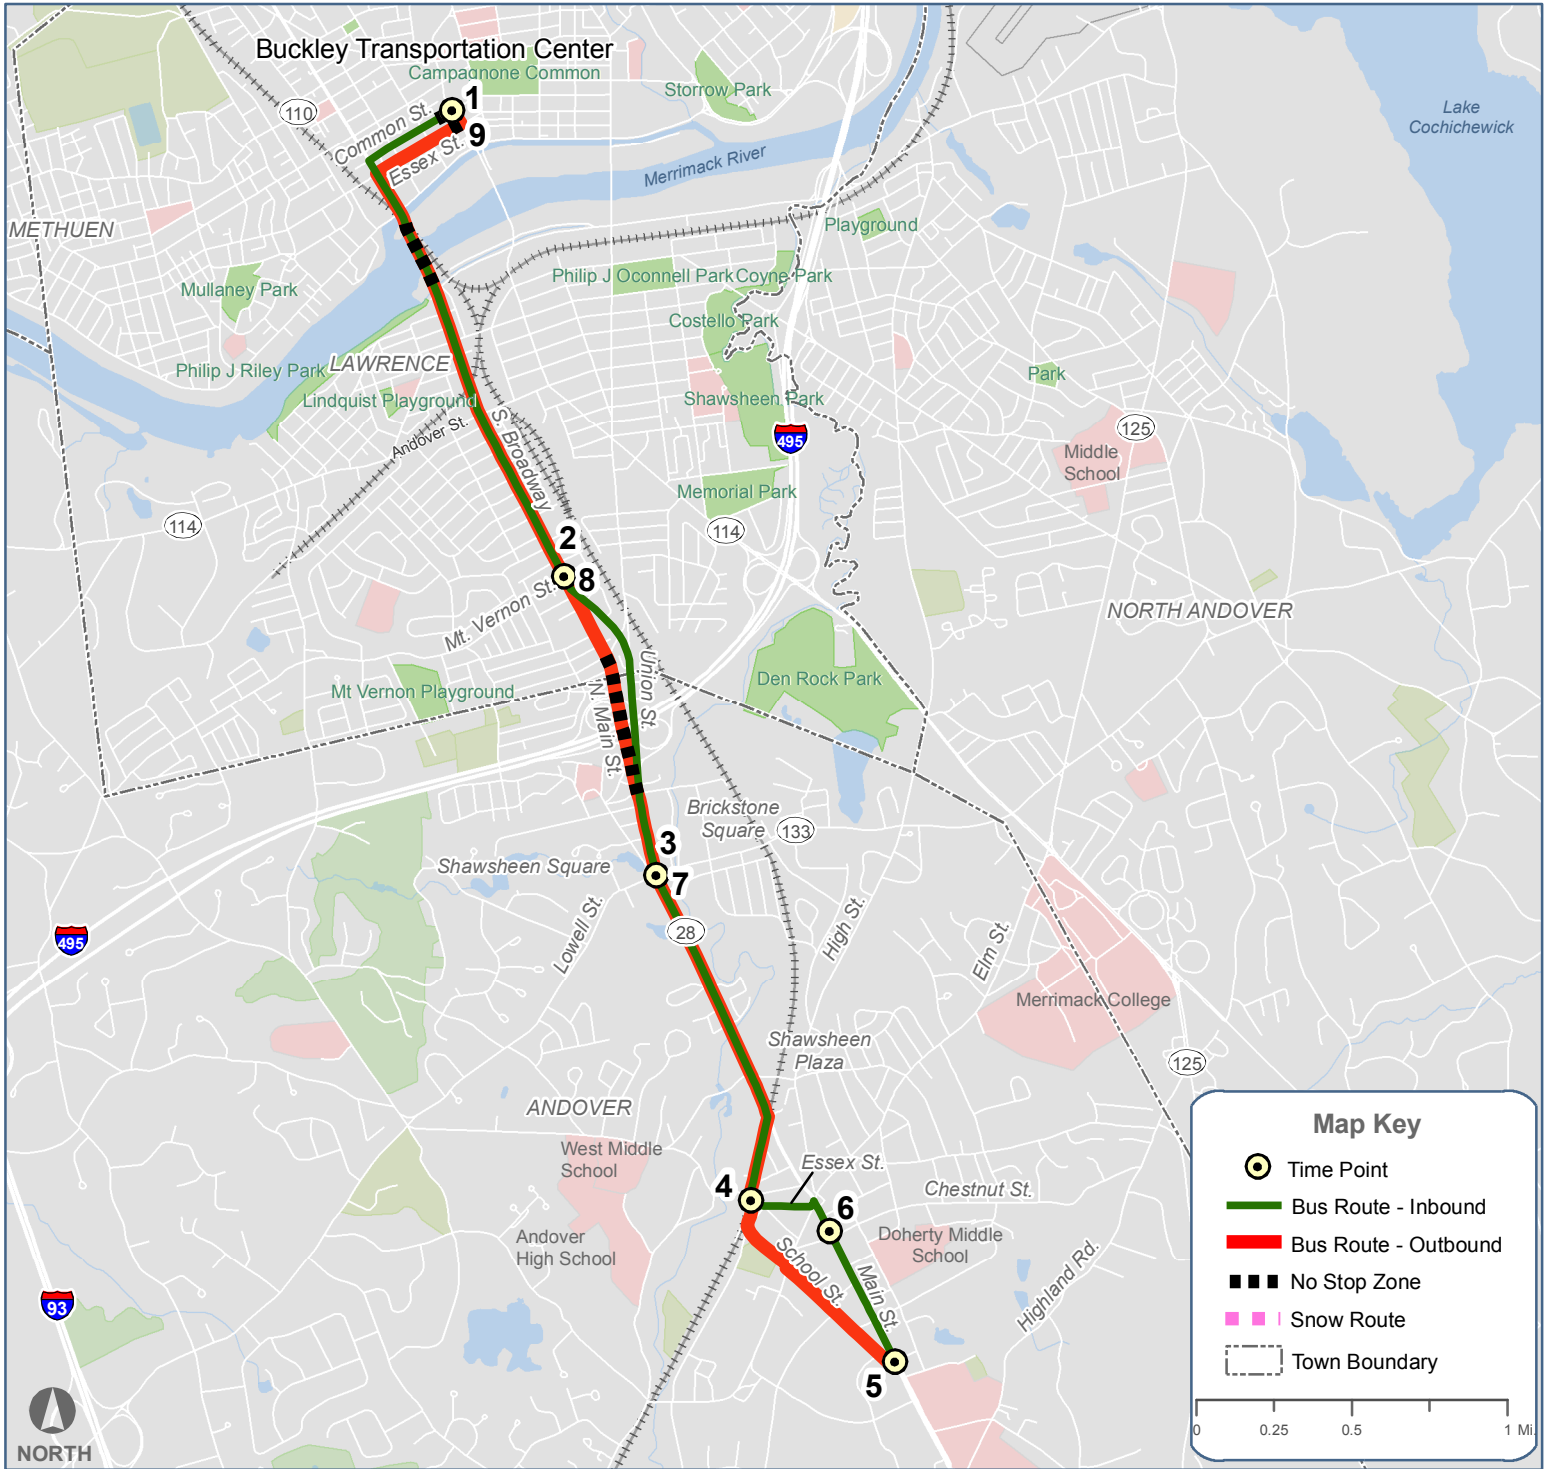 Buckley Transportation Center
Campagnone Common
Storrow Park
Lake
Cochichewick
110
Common St.
1
9
Essex St.
Merrimack River
METHUEN
Playground
Philip J Oconnell Park
Coyne Park
Mullaney Park
Costello Park
Philip J Riley Park
LAWRENCE
Park
Lindquist Playground
Shawsheen Park
Andover St.
S. Broadway
495
125
Middle
School
Memorial Park
114
114
2
8
Mt. Vernon St.
NORTH ANDOVER
Union St.
Den Rock Park
Mt Vernon Playground
N. Main St.
Brickstone
Square
133
3
Shawsheen Square
7
Lowell St.
28
High St.
Elm St.
495
Merrimack College
Shawsheen
Plaza
125
ANDOVER
West Middle
School
Essex St.
4
Chestnut St.
6
Andover
High School
Doherty Middle
School
School St.
Main St.
Highland Rd.
93
5
NORTH
Map Key
Time Point
Bus Route - Inbound
Bus Route - Outbound
No Stop Zone
Snow Route
Town Boundary
0 0.25 0.5 1 Mi.